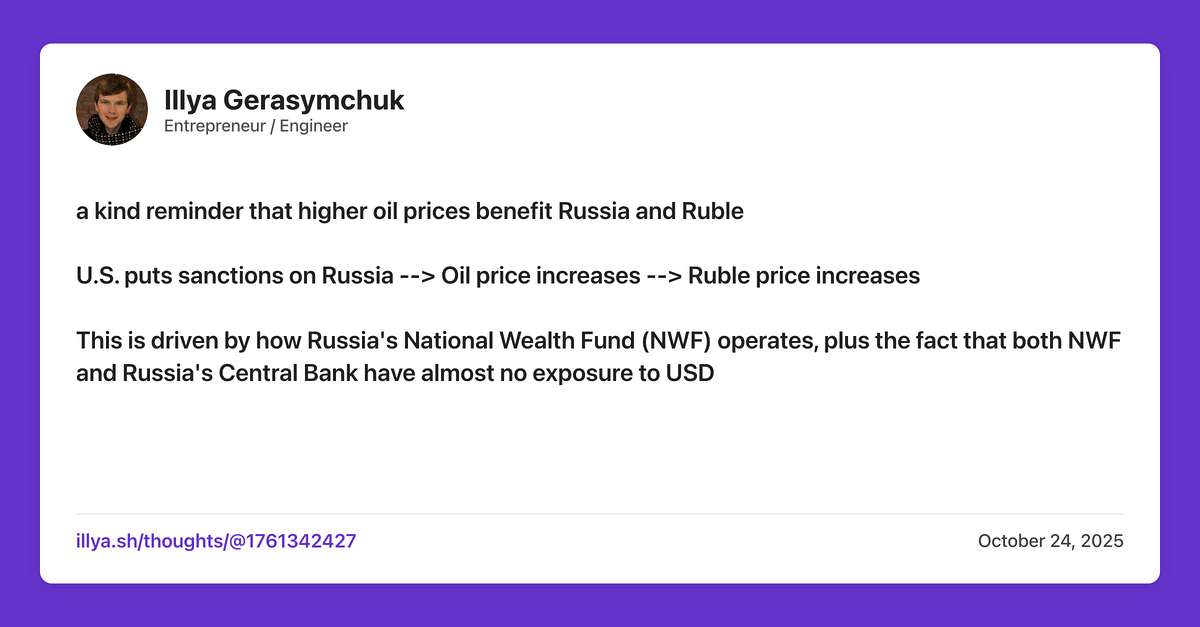 Illya Gerasymchuk
Entrepreneur / Engineer
a kind reminder that higher oil prices benefit Russia and Ruble
U.S. puts sanctions on Russia --> Oil price increases --> Ruble price increases
This is driven by how Russia's National Wealth Fund (NWF) operates, plus the fact that both NWF
and Russia's Central Bank have almost no exposure to USD
illya.sh/thoughts/@1761342427
October 24, 2025